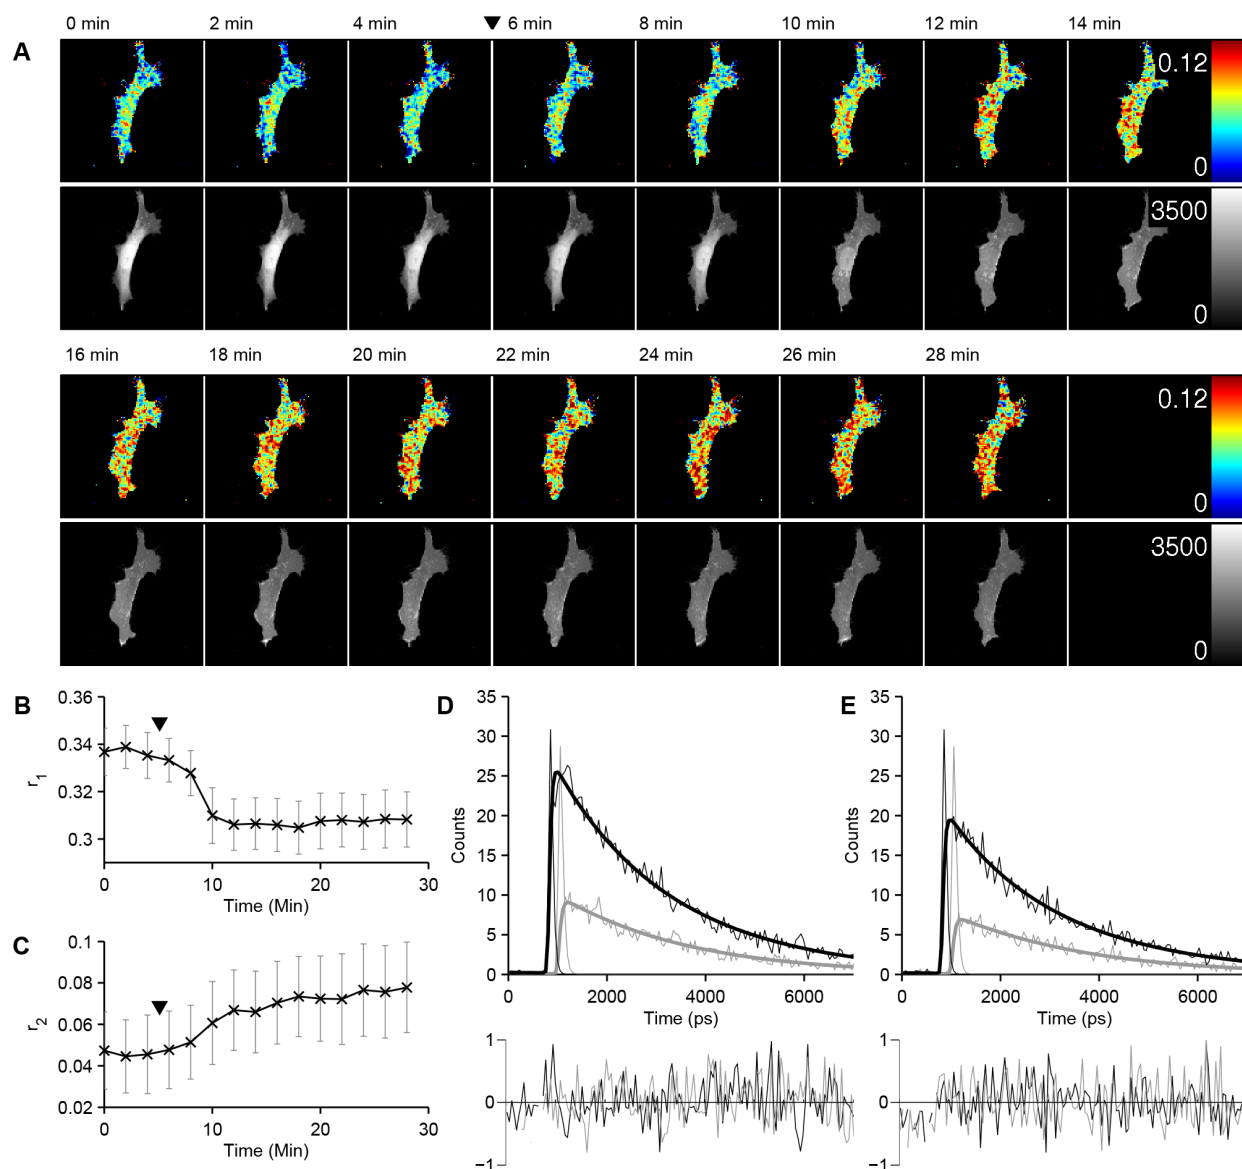 0 min 2 min 4 min 6 min 8 min 10 min 12 min 14 min
A
0.12
0
3500
0
16 min 18 min 20 min 22 min 24 min 26 min 28 min
0.12
0
3500
0
B
0.36
0.34
0.32
0.3
r1
0 10 20 30
Time (Min)
C
0.1
0.08
0.06
0.04
0.02
r2
0 10 20 30
Time (Min)
D
35
30
25
20
15
10
5
0
Counts
0 2000 4000 6000
Time (ps)
1
0
−1
E
35
30
25
20
15
10
5
0
Counts
0 2000 4000 6000
Time (ps)
1
0
−1